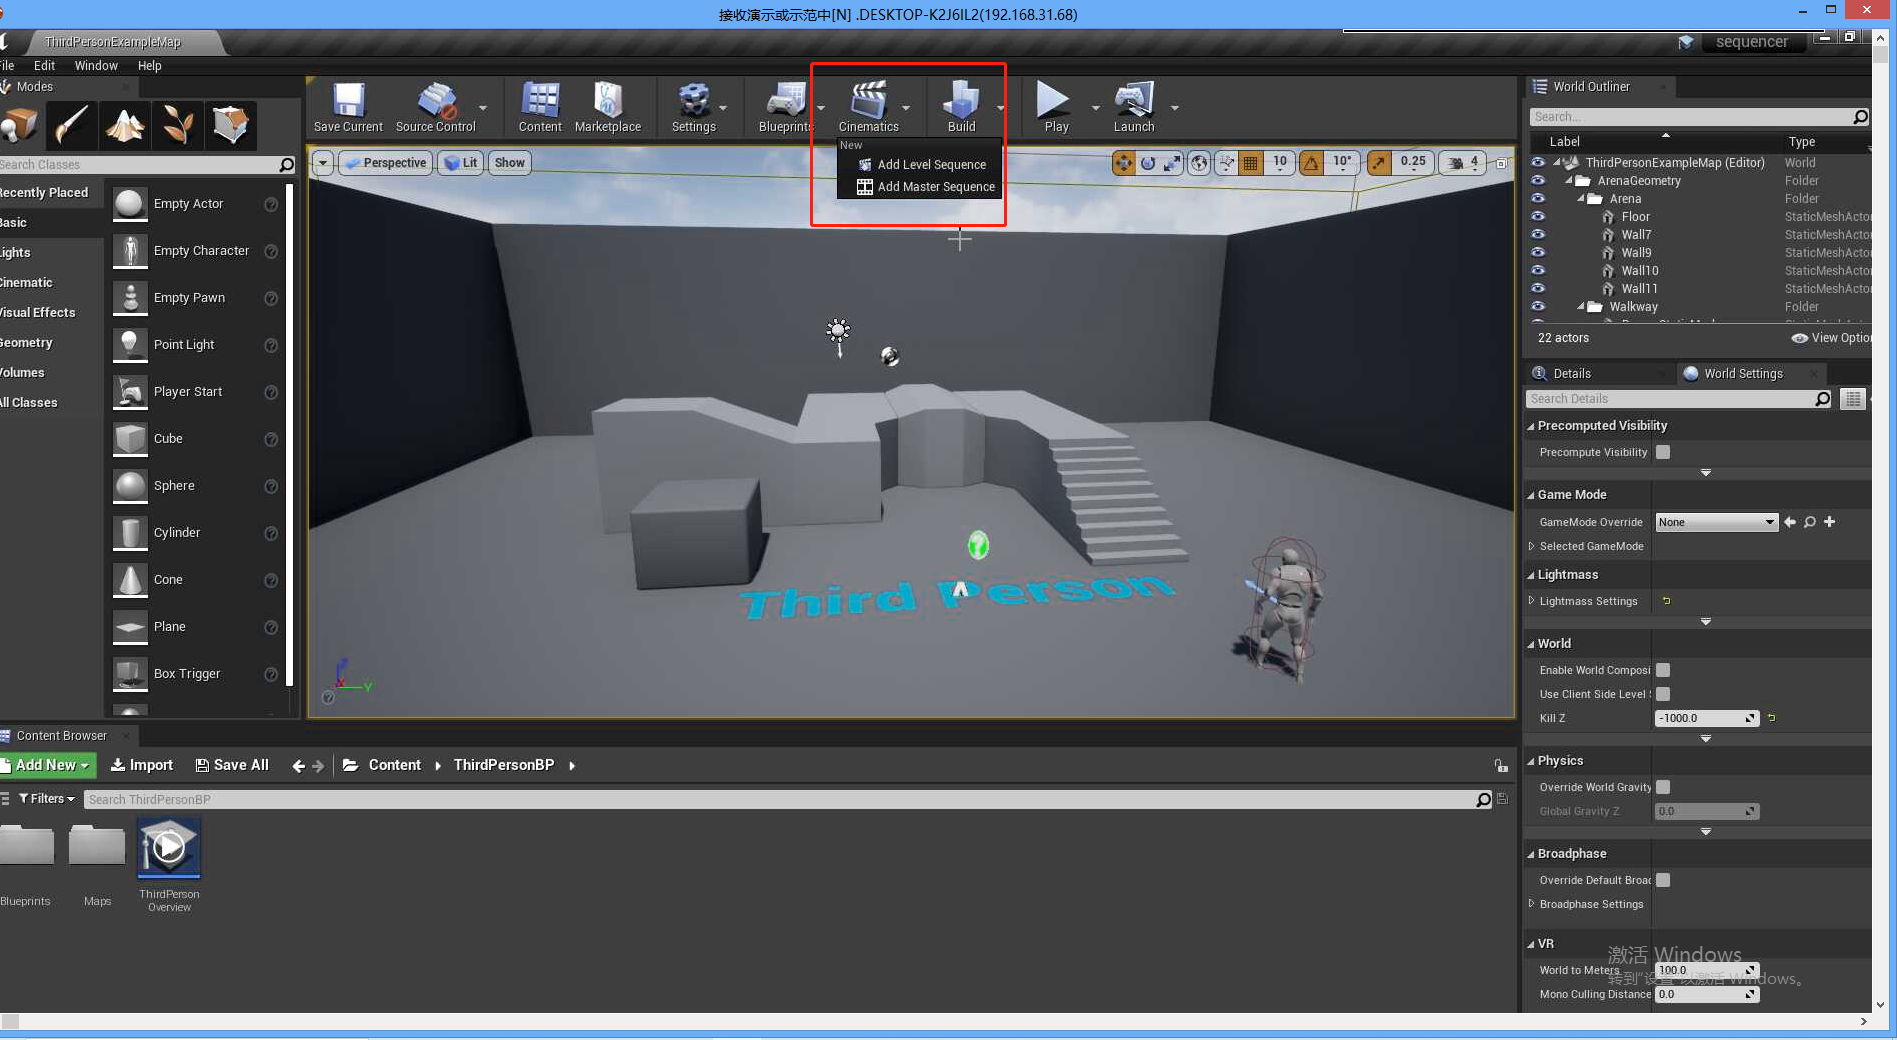 接收演示或示范中[N] .DESKTOP-K2J6IL2(192.168.31.68)
ThirdPersonExampleMap
sequencer
File Edit Window Help
Modes
Save Current
Source Control
Content
Marketplace
Settings
Blueprints
Cinematics
Build
Play
Launch
New
Add Level Sequence
Add Master Sequence
Search Classes
Recently Placed
Basic
Lights
Cinematic
Visual Effects
Geometry
Volumes
All Classes
Empty Actor
Empty Character
Empty Pawn
Point Light
Player Start
Cube
Sphere
Cylinder
Cone
Plane
Box Trigger
Perspective
Lit
Show
10
10°
0.25
4
Third Person
X
Y
World Outliner
Search...
Label Type
ThirdPersonExampleMap (Editor) World
ArenaGeometry Folder
Arena Folder
Floor StaticMeshActor
Wall7 StaticMeshActor
Wall9 StaticMeshActor
Wall10 StaticMeshActor
Wall11 StaticMeshActor
Walkway Folder
22 actors
View Optio
Details
World Settings
Search Details
Precomputed Visibility
Precompute Visibility
Game Mode
GameMode Override None
Selected GameMode
Lightmass
Lightmass Settings
World
Enable World Composi
Use Client Side Level S
Kill Z -1000.0
Physics
Override World Gravity
Global Gravity Z 0.0
Broadphase
Override Default Broad
Broadphase Settings
VR
World to Meters 100.0
Mono Culling Distance 0.0
激活 Windows
转到"设置"以激活 Windows。
Content Browser
Add New
Import
Save All
Content
ThirdPersonBP
Filters
Search ThirdPersonBP
Blueprints
Maps
ThirdPerson
Overview